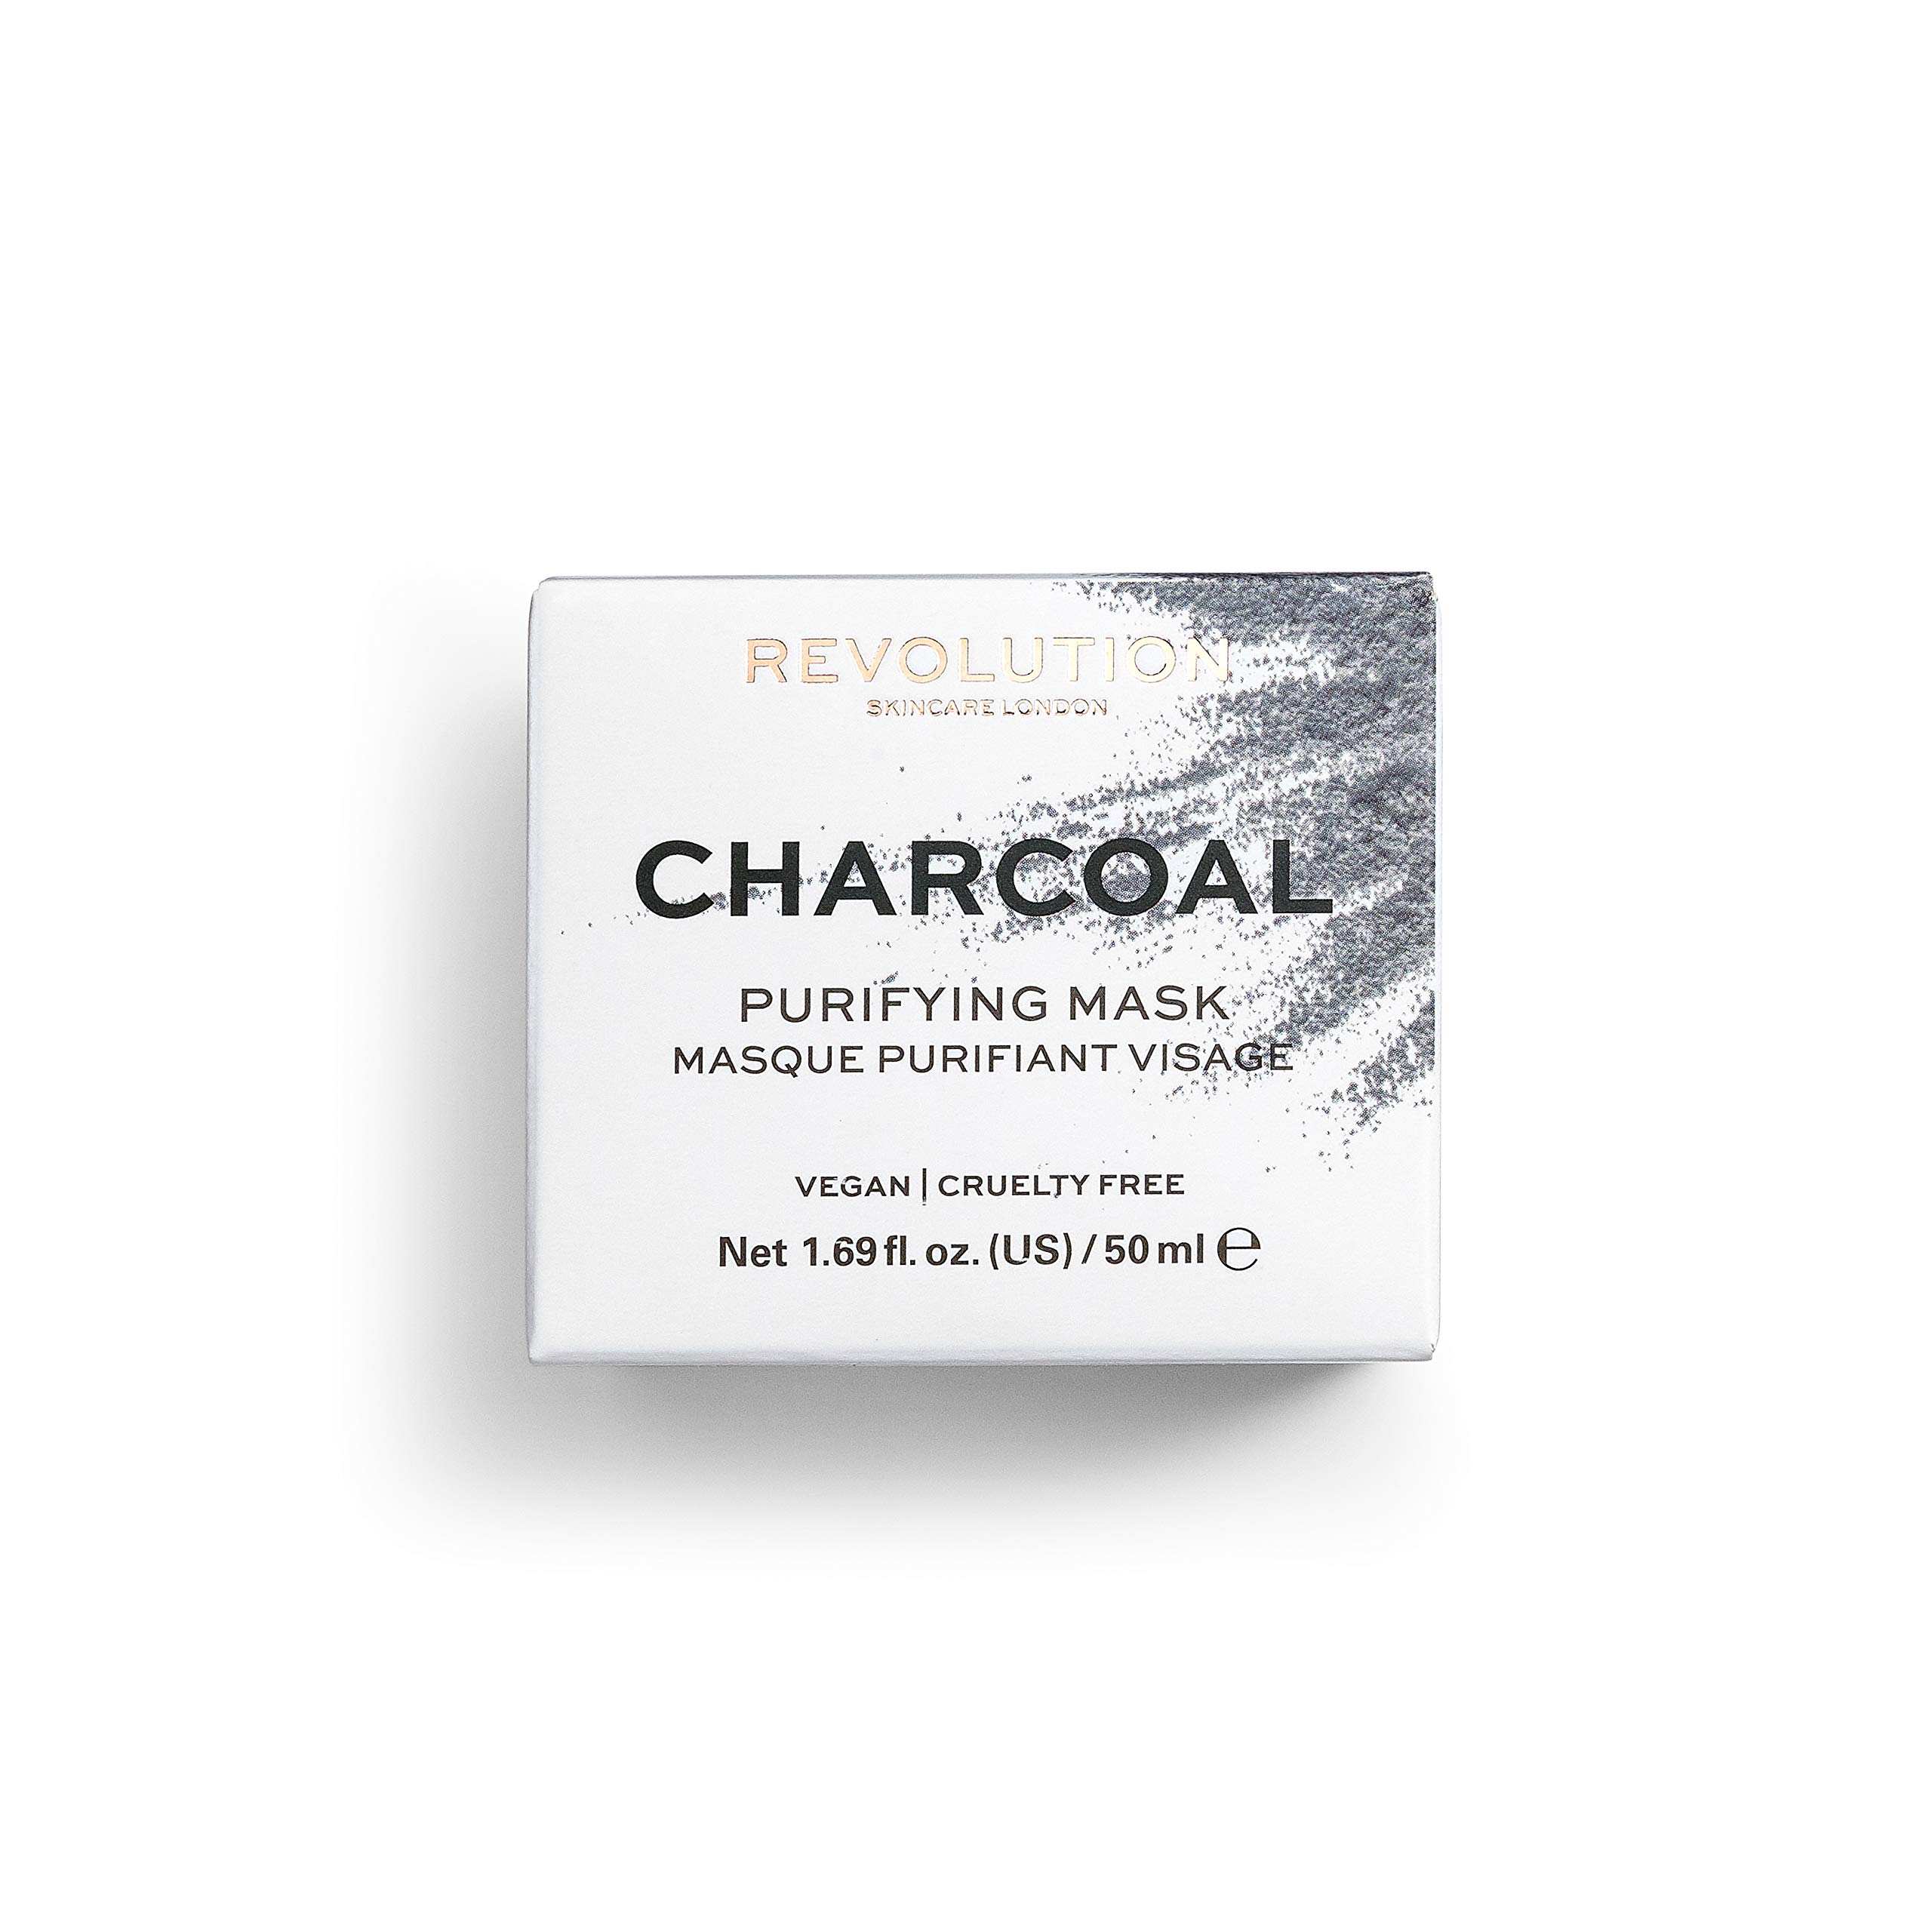 REVOLUTION
SKINCARE LONDON
CHARCOAL
PURIFYING MASK
MASQUE PURIFIANT VISAGE
VEGAN | CRUELTY FREE
Net 1.69 fl. oz. (US) / 50 ml ℮